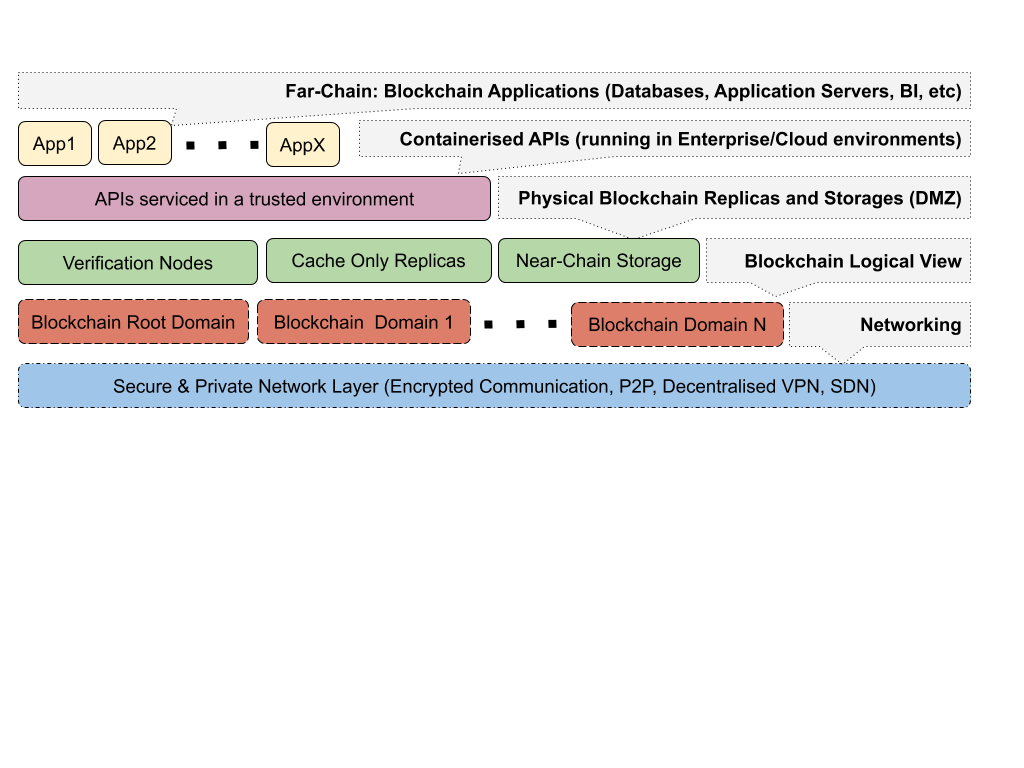 Far-Chain: Blockchain Applications (Databases, Application Servers, BI, etc)
App1
App2
AppX
Containerised APIs (running in Enterprise/Cloud environments)
APIs serviced in a trusted environment
Physical Blockchain Replicas and Storages (DMZ)
Verification Nodes
Cache Only Replicas
Near-Chain Storage
Blockchain Logical View
Blockchain Root Domain
Blockchain Domain 1
Blockchain Domain N
Networking
Secure & Private Network Layer (Encrypted Communication, P2P, Decentralised VPN, SDN)